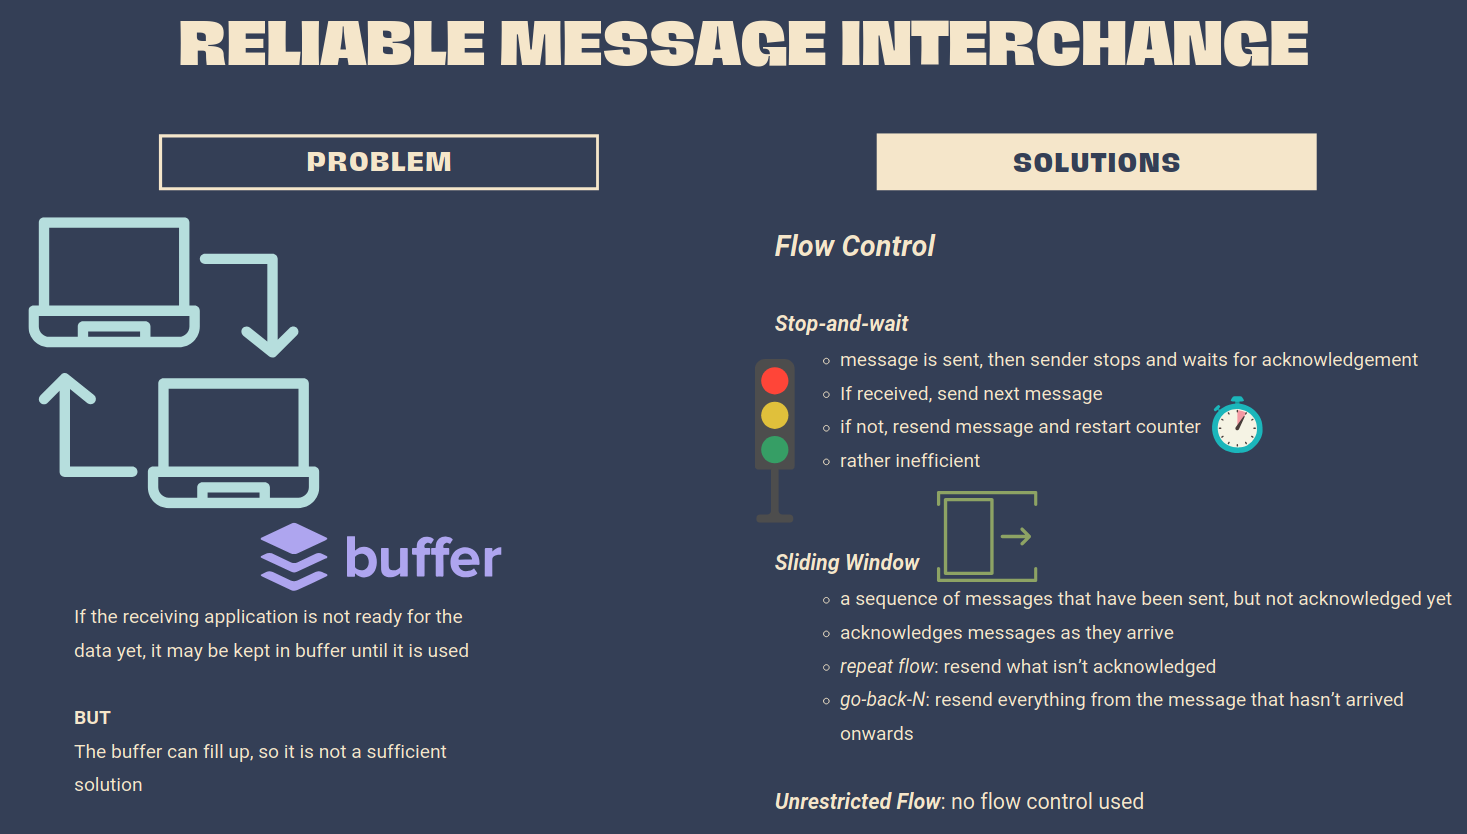 RELIABLE MESSAGE INTERCHANGE
PROBLEM
buffer
If the receiving application is not ready for the
data yet, it may be kept in buffer until it is used
BUT
The buffer can fill up, so it is not a sufficient
solution
SOLUTIONS
Flow Control
Stop-and-wait
message is sent, then sender stops and waits for acknowledgement
If received, send next message
if not, resend message and restart counter
rather inefficient
Sliding Window
a sequence of messages that have been sent, but not acknowledged yet
acknowledges messages as they arrive
repeat flow: resend what isn’t acknowledged
go-back-N: resend everything from the message that hasn’t arrived
onwards
Unrestricted Flow: no flow control used